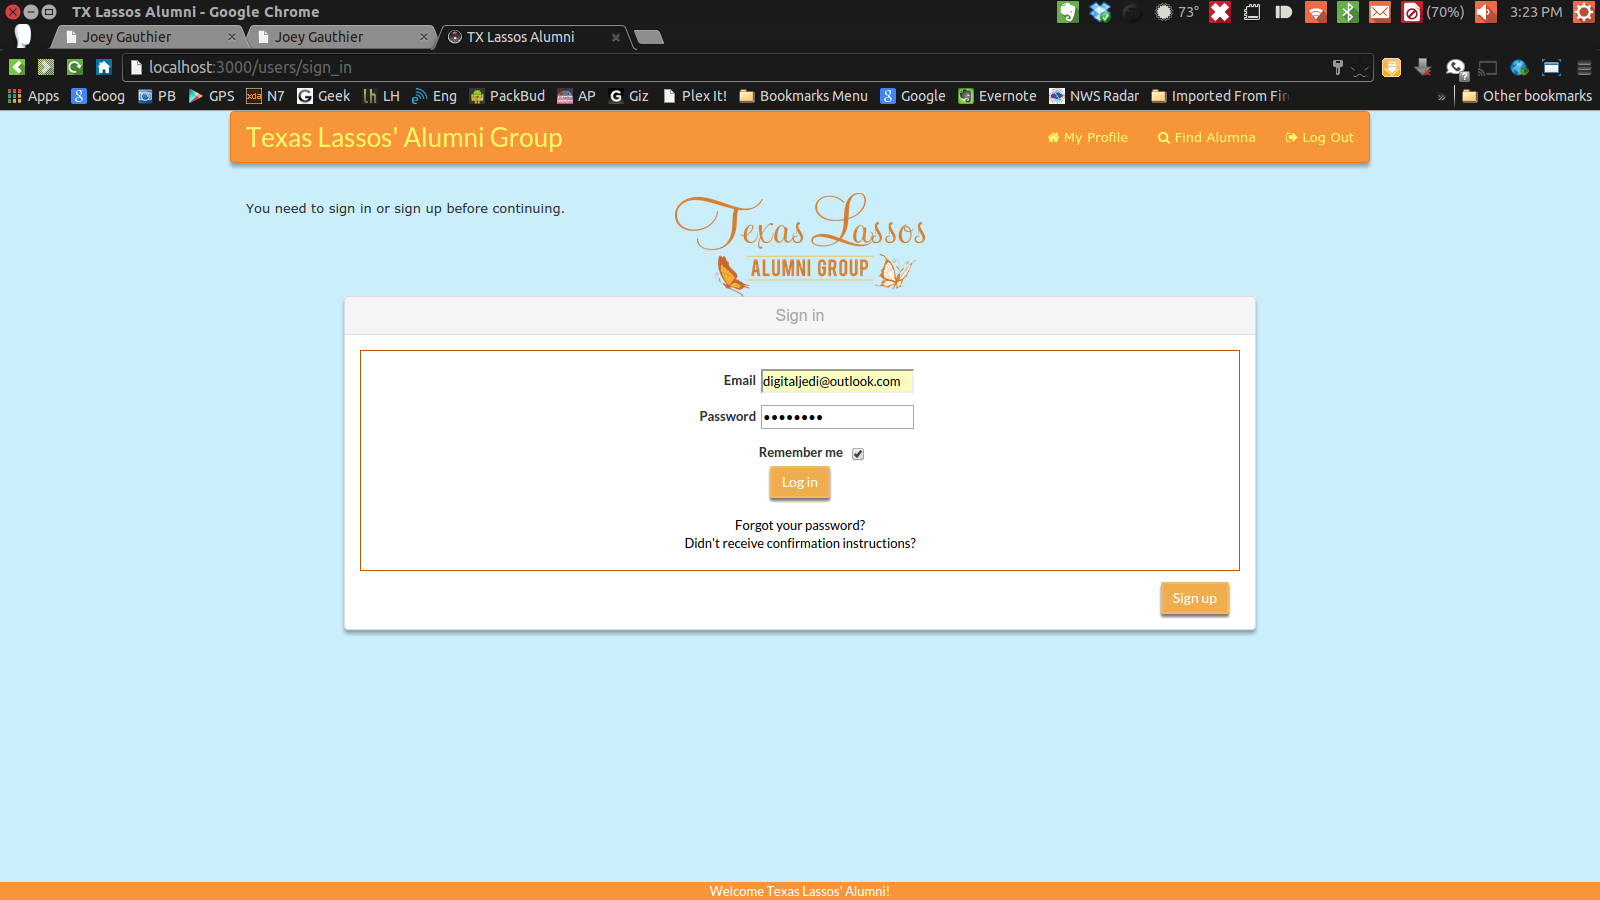 TX Lassos Alumni - Google Chrome
73°
(70%)
3:23 PM
Joey Gauthier
Joey Gauthier
TX Lassos Alumni
localhost:3000/users/sign_in
Apps
Goog
PB
GPS
N7
Geek
LH
Eng
PackBud
AP
Giz
Plex It!
Bookmarks Menu
Google
Evernote
NWS Radar
Imported From Fir
Other bookmarks
Texas Lassos' Alumni Group
My Profile
Find Alumna
Log Out
You need to sign in or sign up before continuing.
Texas Lassos
ALUMNI GROUP
Sign in
Email digitaljedi@outlook.com
Password ••••••••
Remember me
Log in
Forgot your password?
Didn't receive confirmation instructions?
Sign up
Welcome Texas Lassos' Alumni!